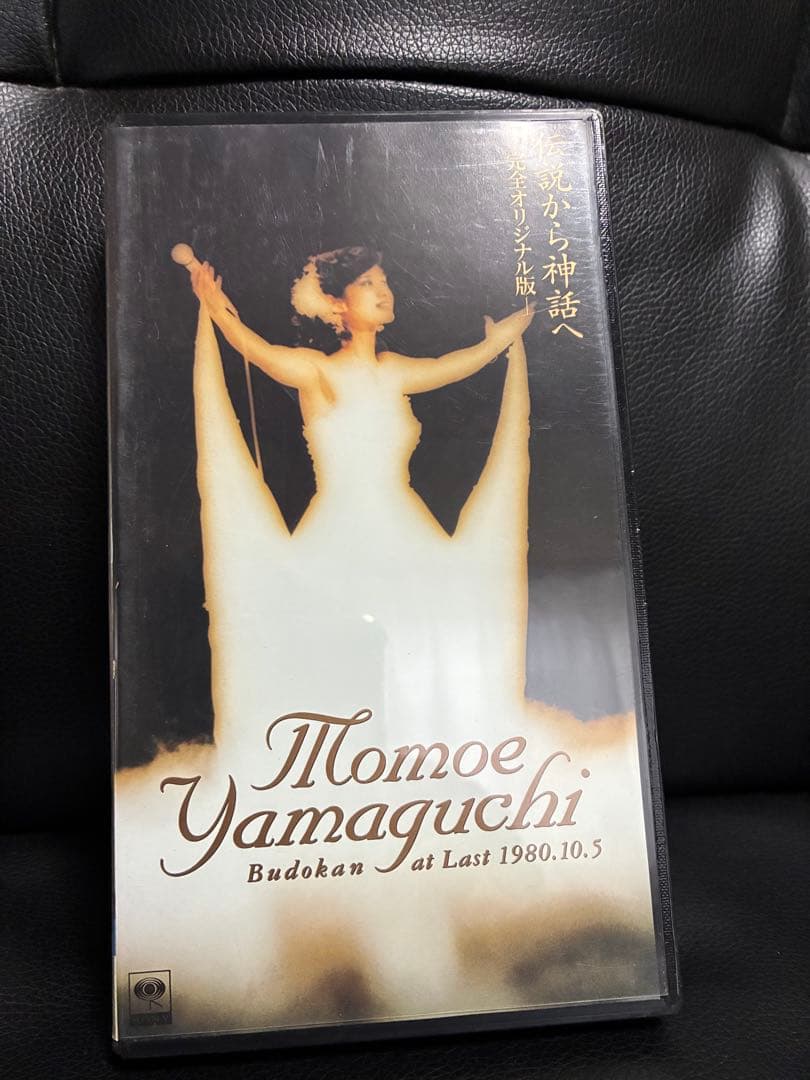 伝説から神話へ
完全オリジナル版
Momoe
Yamaguchi
Budokan at Last 1980.10.5